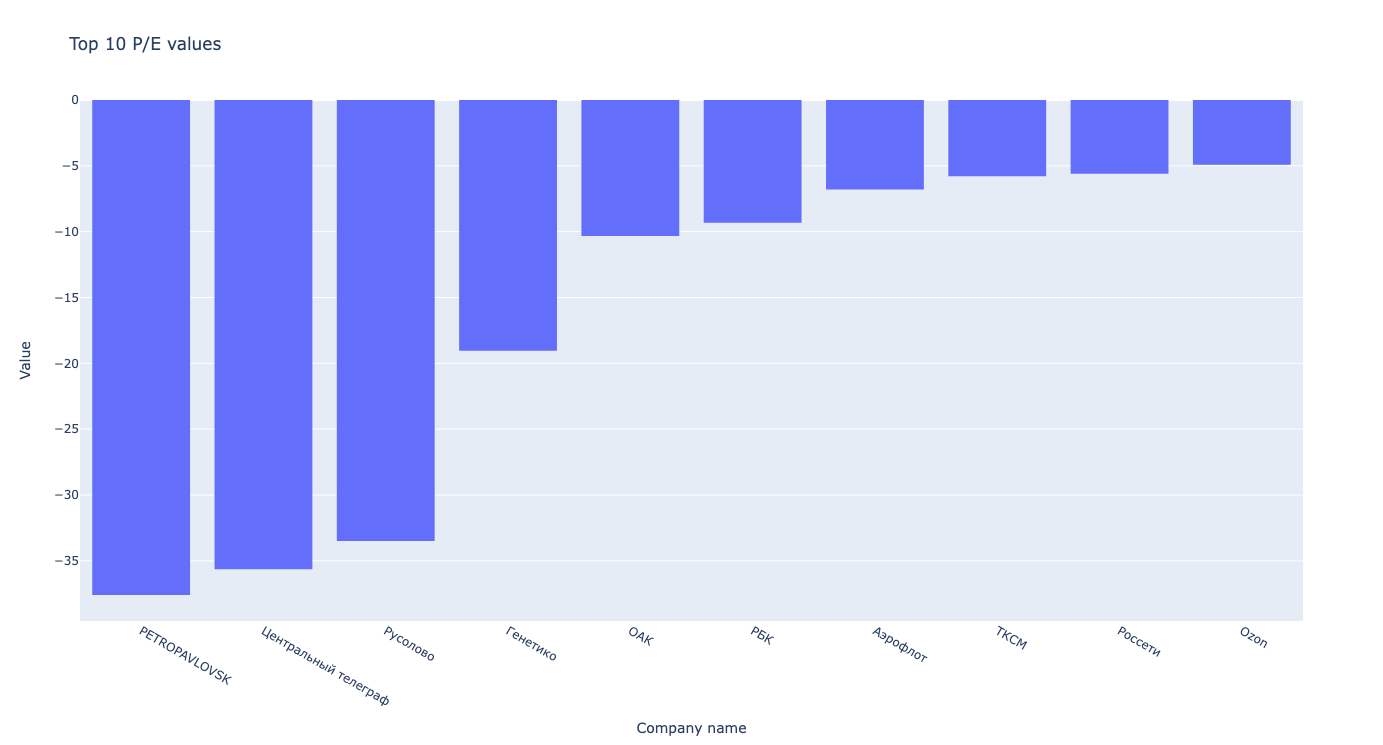 Top 10 P/E values
0
−5
−10
−15
−20
−25
−30
−35
Value
PETROPAVLOVSK
Центральный телеграф
Русолово
Генетико
ОАК
РБК
Аэрофлот
ТКСМ
Россети
Ozon
Company name